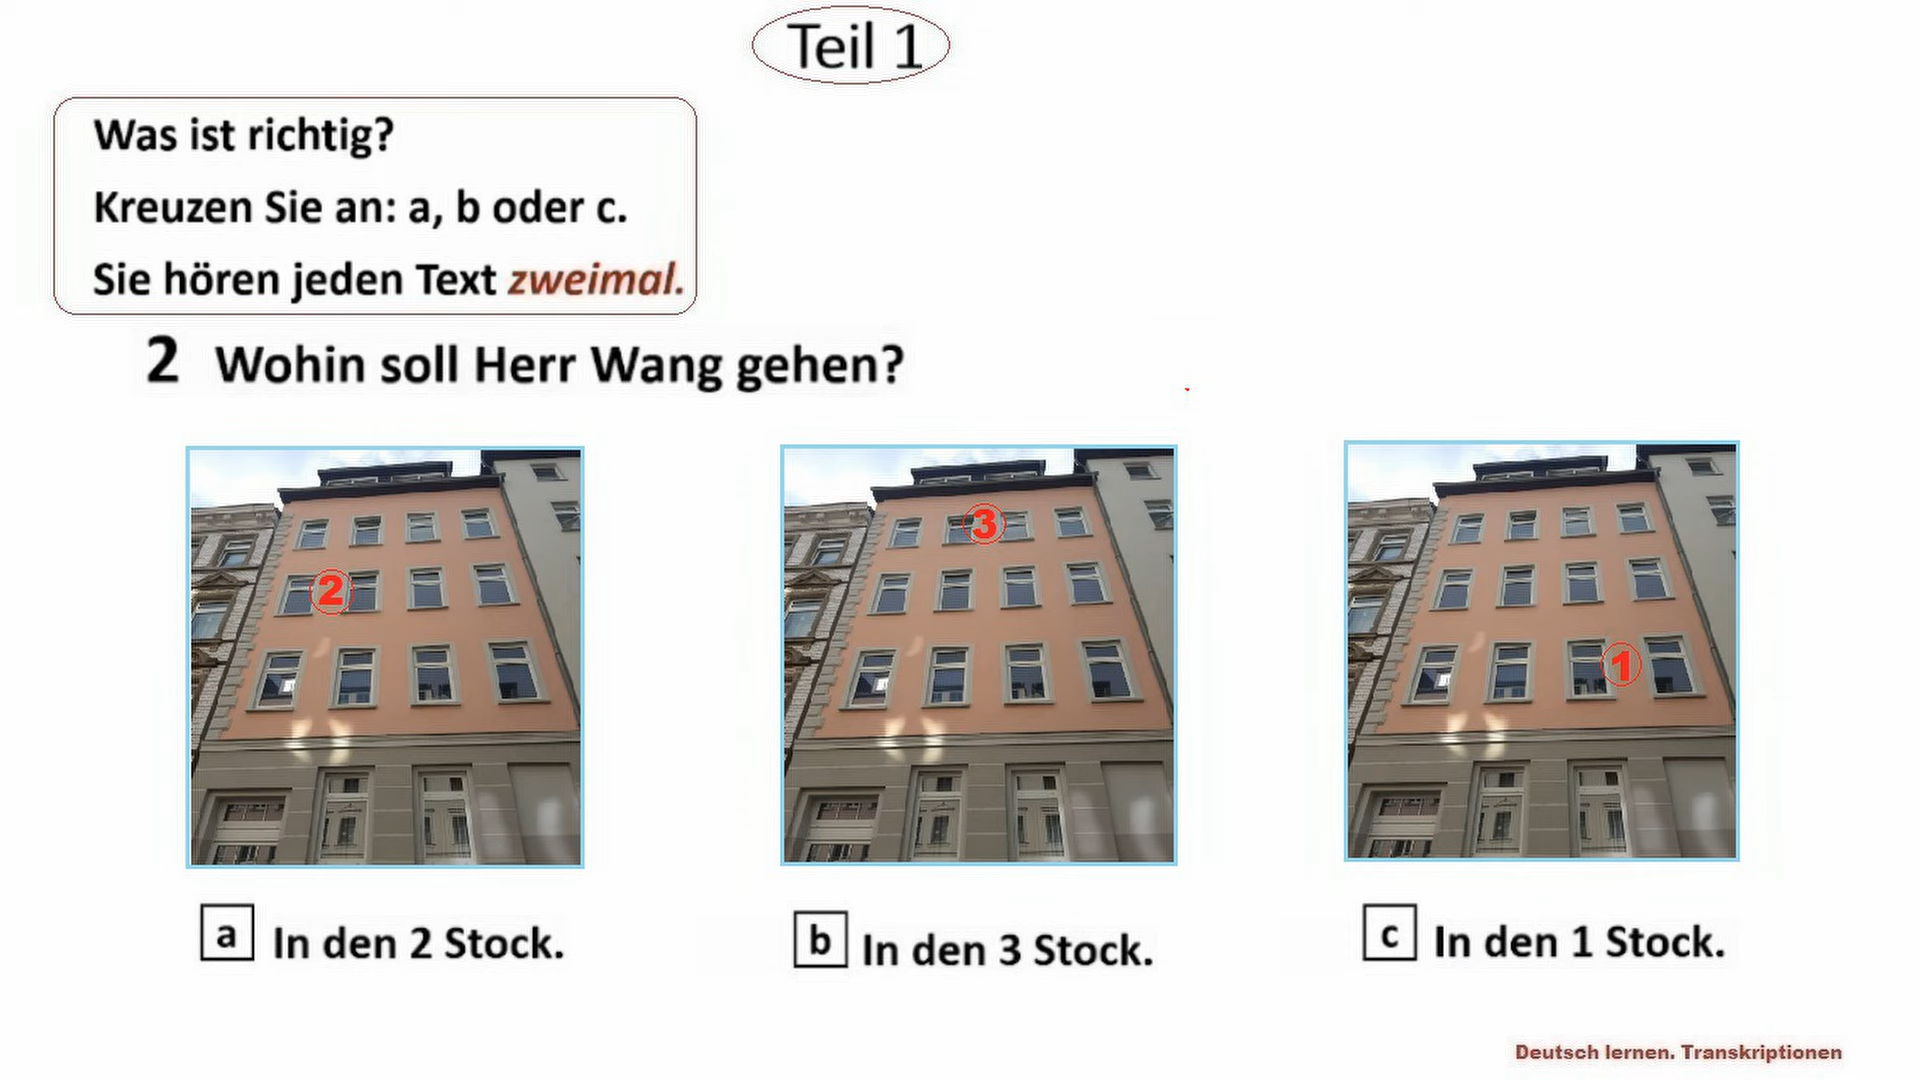 Teil 1
Was ist richtig?
Kreuzen Sie an: a, b oder c.
Sie hören jeden Text zweimal.
2 Wohin soll Herr Wang gehen?
2
3
1
a In den 2 Stock.
b In den 3 Stock.
c In den 1 Stock.
Deutsch lernen. Transkriptionen